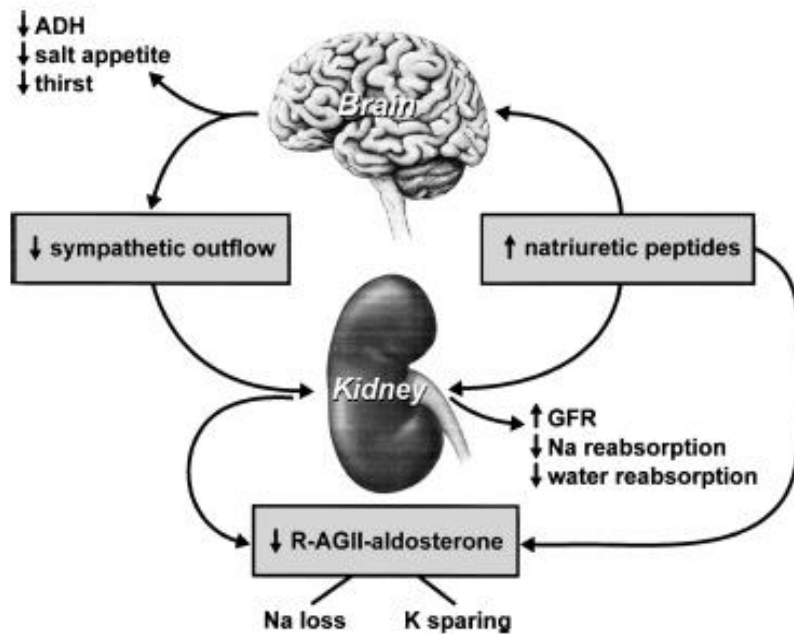 ↓ ADH
↓ salt appetite
↓ thirst
Brain
↓ sympathetic outflow
↑ natriuretic peptides
Kidney
↑ GFR
↓ Na reabsorption
↓ water reabsorption
↓ R-AGII-aldosterone
Na loss
K sparing